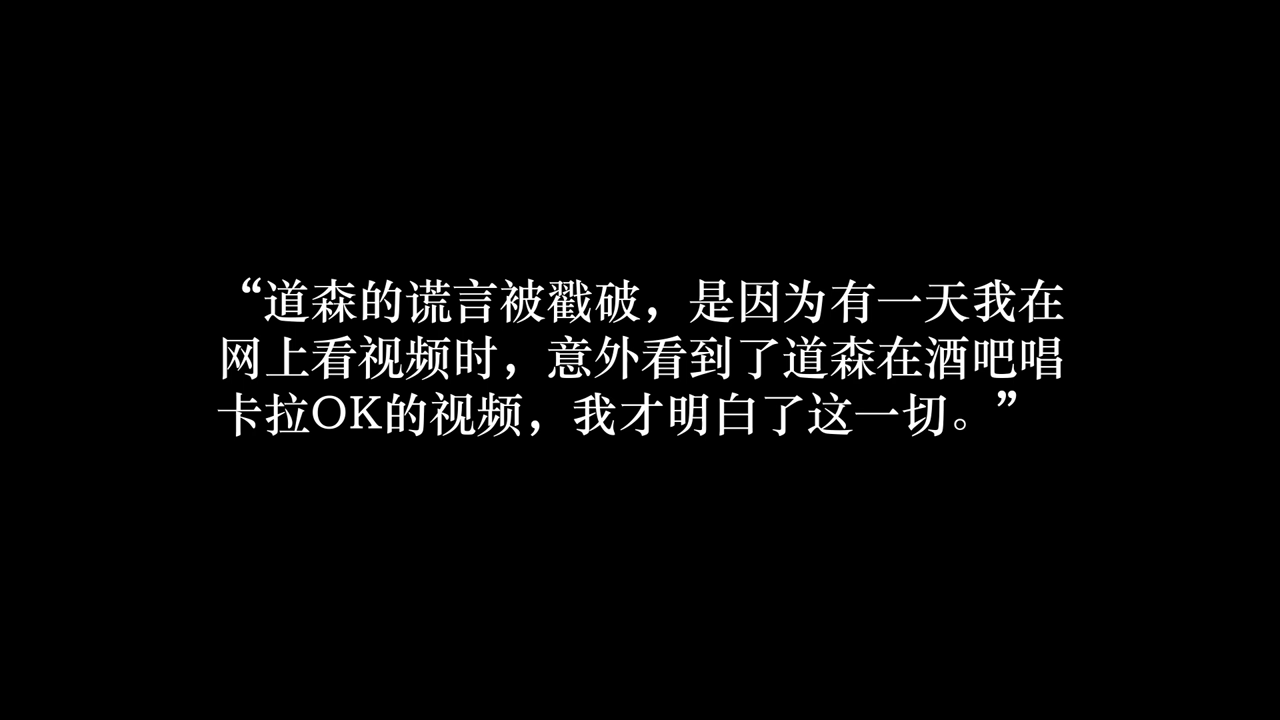 “道森的谎言被戳破，是因为有一天我在
网上看视频时，意外看到了道森在酒吧唱
卡拉OK的视频，我才明白了这一切。”